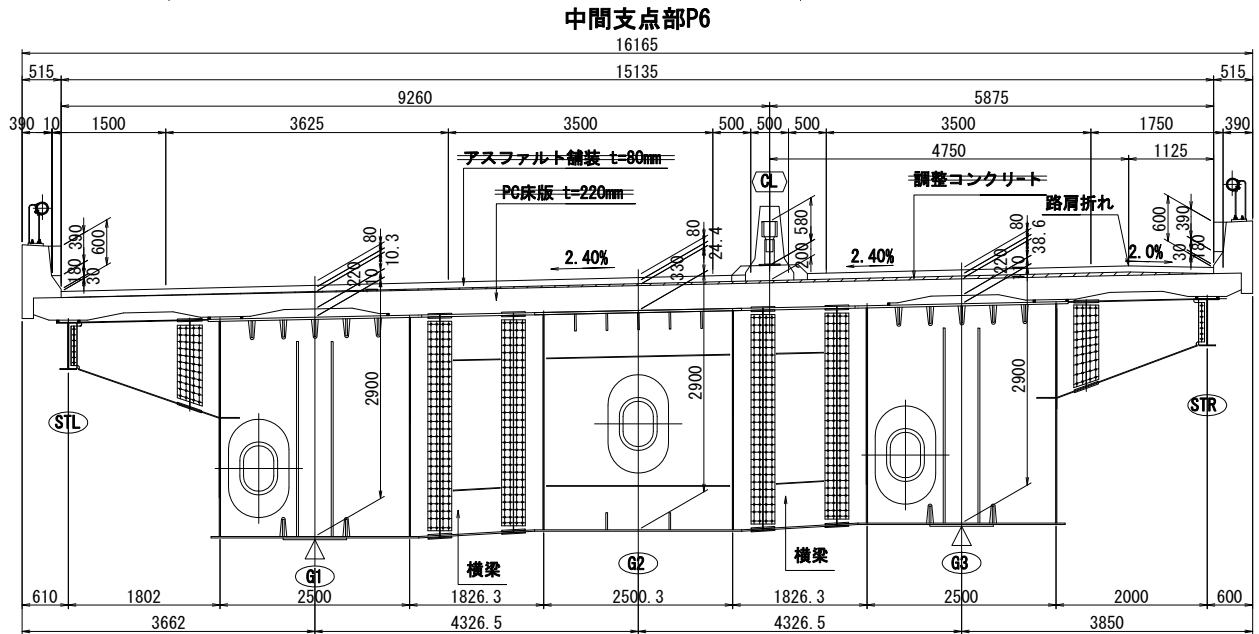 中間支点部P6
16165
515 15135 515
9260 5875
390 10 1500 3625 3500 500 500 500 3500 1750 390
4750 1125
アスファルト舗装 t=80mm
CL
調整コンクリート
PC床版 t=220mm
路肩折れ
390 600 180 30
80 10.3 220 70
2.40%
80 24.4 330
580 200
2.40%
80 38.6 220 70
2.0%
600 390 30 180
2900 2900 2900
STL STR
横梁 横梁
G1 G2 G3
610 1802 2500 1826.3 2500.3 1826.3 2500 2000 600
3662 4326.5 4326.5 3850